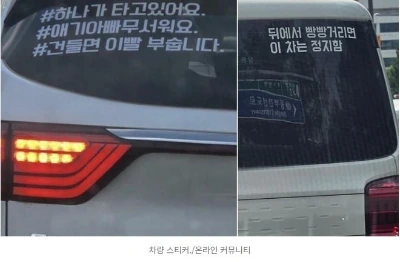 #하나가 타고있어요.
#애기아빠무서워요.
#건들면 이빨 부숩니다.
뒤에서 빵빵거리면
이 차는 정지함
차량 스티커./온라인 커뮤니티